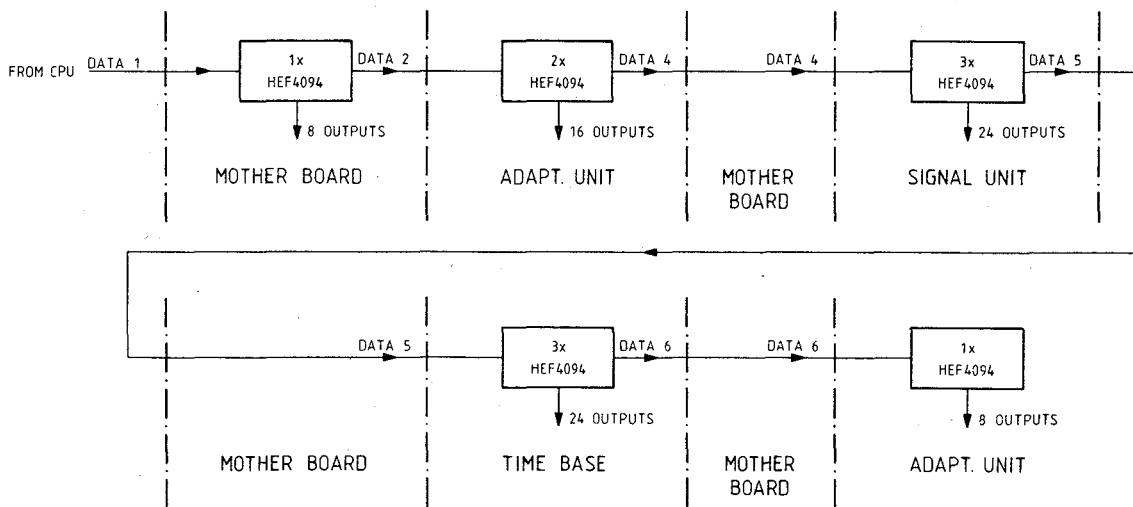 FROM CPU
DATA 1
1x
HEF4094
DATA 2
2x
HEF4094
DATA 4
DATA 4
3x
HEF4094
DATA 5
8 OUTPUTS
16 OUTPUTS
24 OUTPUTS
MOTHER BOARD
ADAPT. UNIT
MOTHER
BOARD
SIGNAL UNIT
DATA 5
3x
HEF4094
DATA 6
DATA 6
1x
HEF4094
24 OUTPUTS
8 OUTPUTS
MOTHER BOARD
TIME BASE
MOTHER
BOARD
ADAPT. UNIT